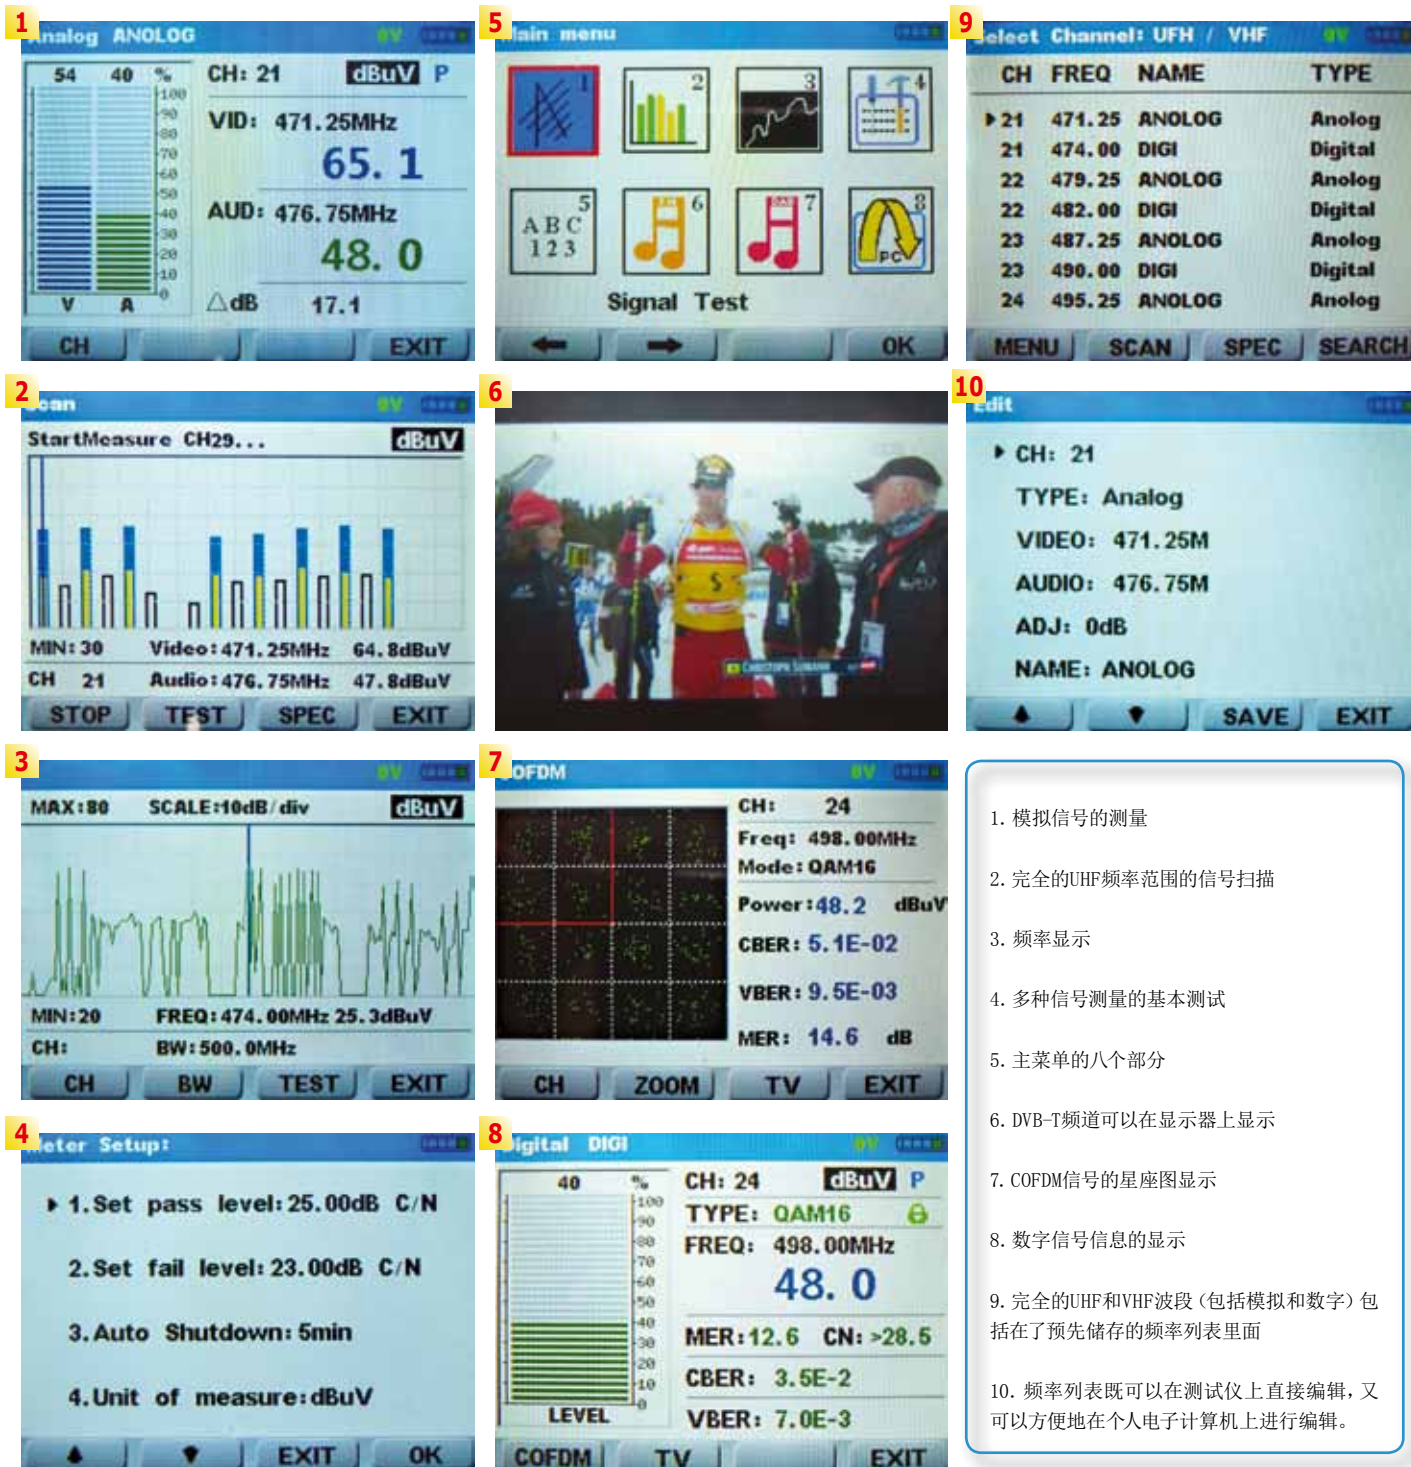 1
Analog ANOLOG 0V
54 40 %
100
90
80
70
60
50
40
30
20
10
0
V A
CH: 21 dBuV P
VID: 471.25MHz
65.1
AUD: 476.75MHz
48.0
△dB 17.1
CH EXIT
2
Scan 0V
StartMeasure CH29... dBuV
MIN:30 Video:471.25MHz 64.8dBuV
CH 21 Audio:476.75MHz 47.8dBuV
STOP TEST SPEC EXIT
3
0V
MAX:80 SCALE:10dB/div dBuV
MIN:20 FREQ:474.00MHz 25.3dBuV
CH: BW:500.0MHz
CH BW TEST EXIT
4
Meter Setup:
1.Set pass level:25.00dB C/N
2.Set fail level:23.00dB C/N
3.Auto Shutdown:5min
4.Unit of measure:dBuV
EXIT OK
5
Main menu
1 2 3 4
5 6 7 8
ABC
123
DAB
PC
Signal Test
OK
6
CHRISTOPH SUMANN
7
COFDM 0V
CH: 24
Freq: 498.00MHz
Mode:QAM16
Power:48.2 dBuV
CBER:5.1E-02
VBER:9.5E-03
MER: 14.6 dB
CH ZOOM TV EXIT
8
Digital DIGI 0V
40 %
100
90
80
70
60
50
40
30
20
10
0
LEVEL
CH: 24 dBuV P
TYPE: QAM16
FREQ: 498.00MHz
48.0
MER:12.6 CN:>28.5
CBER: 3.5E-2
VBER: 7.0E-3
COFDM TV EXIT
9
Select Channel: UFH / VHF 0V
CH FREQ NAME TYPE
21 471.25 ANOLOG Anolog
21 474.00 DIGI Digital
22 479.25 ANOLOG Anolog
22 482.00 DIGI Digital
23 487.25 ANOLOG Anolog
23 490.00 DIGI Digital
24 495.25 ANOLOG Anolog
MENU SCAN SPEC SEARCH
10
Edit
CH: 21
TYPE: Analog
VIDEO: 471.25M
AUDIO: 476.75M
ADJ: 0dB
NAME: ANOLOG
SAVE EXIT
1. 模拟信号的测量
2. 完全的UHF频率范围的信号扫描
3. 频率显示
4. 多种信号测量的基本测试
5. 主菜单的八个部分
6. DVB-T频道可以在显示器上显示
7. COFDM信号的星座图显示
8. 数字信号信息的显示
9. 完全的UHF和VHF波段（包括模拟和数字）包
括在了预先储存的频率列表里面
10. 频率列表既可以在测试仪上直接编辑，又
可以方便地在个人电子计算机上进行编辑。